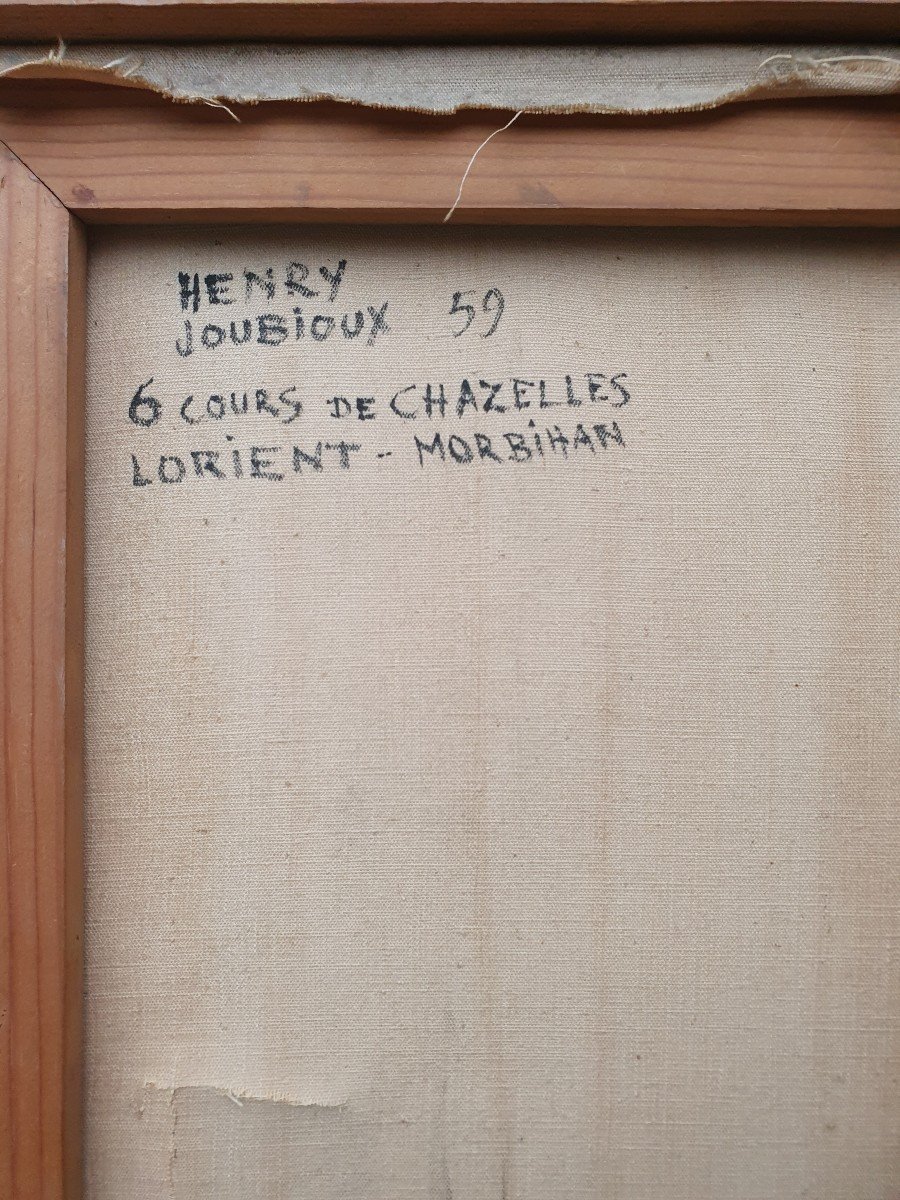 HENRY
JOUBiOUX 59
6 COURS DE CHAZELLES
LORiENT - MORBiHAN